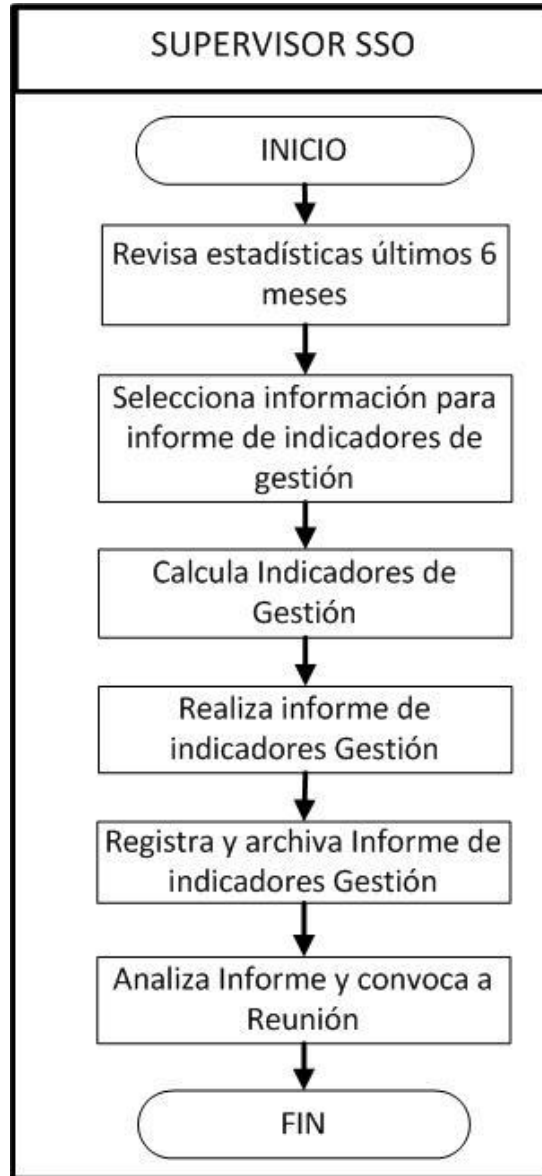 SUPERVISOR SSO
INICIO
Revisa estadísticas últimos 6
meses
Selecciona información para
informe de indicadores de
gestión
Calcula Indicadores de
Gestión
Realiza informe de
indicadores Gestión
Registra y archiva Informe de
indicadores Gestión
Analiza Informe y convoca a
Reunión
FIN